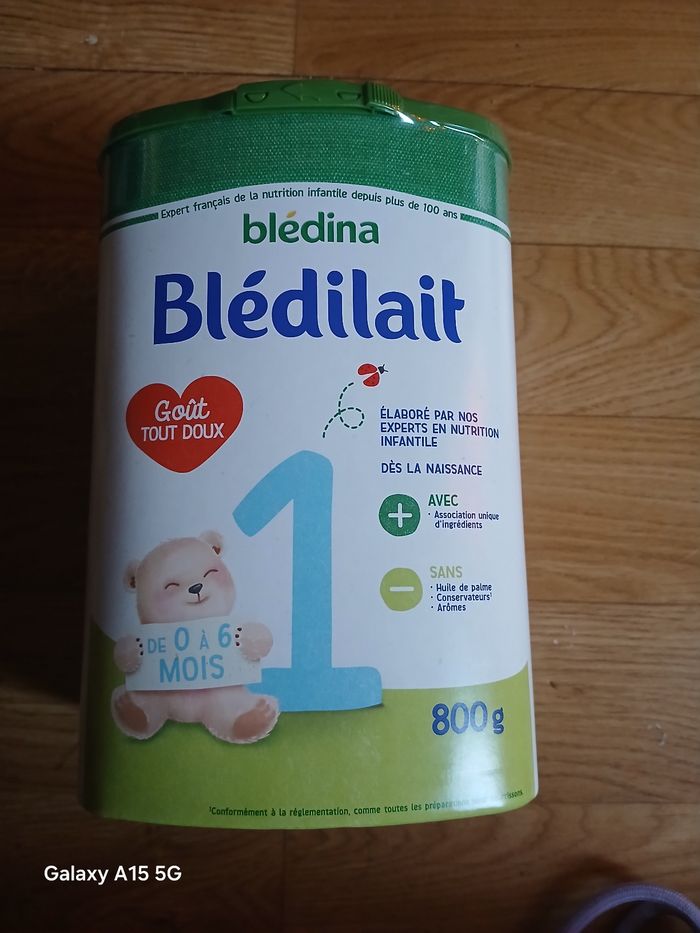 Expert français de la nutrition infantile depuis plus de 100 ans
blédina
Blédilait
Goût
TOUT DOUX
ÉLABORÉ PAR NOS
EXPERTS EN NUTRITION
INFANTILE
DÈS LA NAISSANCE
1
+
AVEC
· Association unique
d'ingrédients
−
SANS
· Huile de palme
· Conservateurs¹
· Arômes
DE 0 À 6
MOIS
800g
¹Conformément à la réglementation, comme toutes les
Galaxy A15 5G